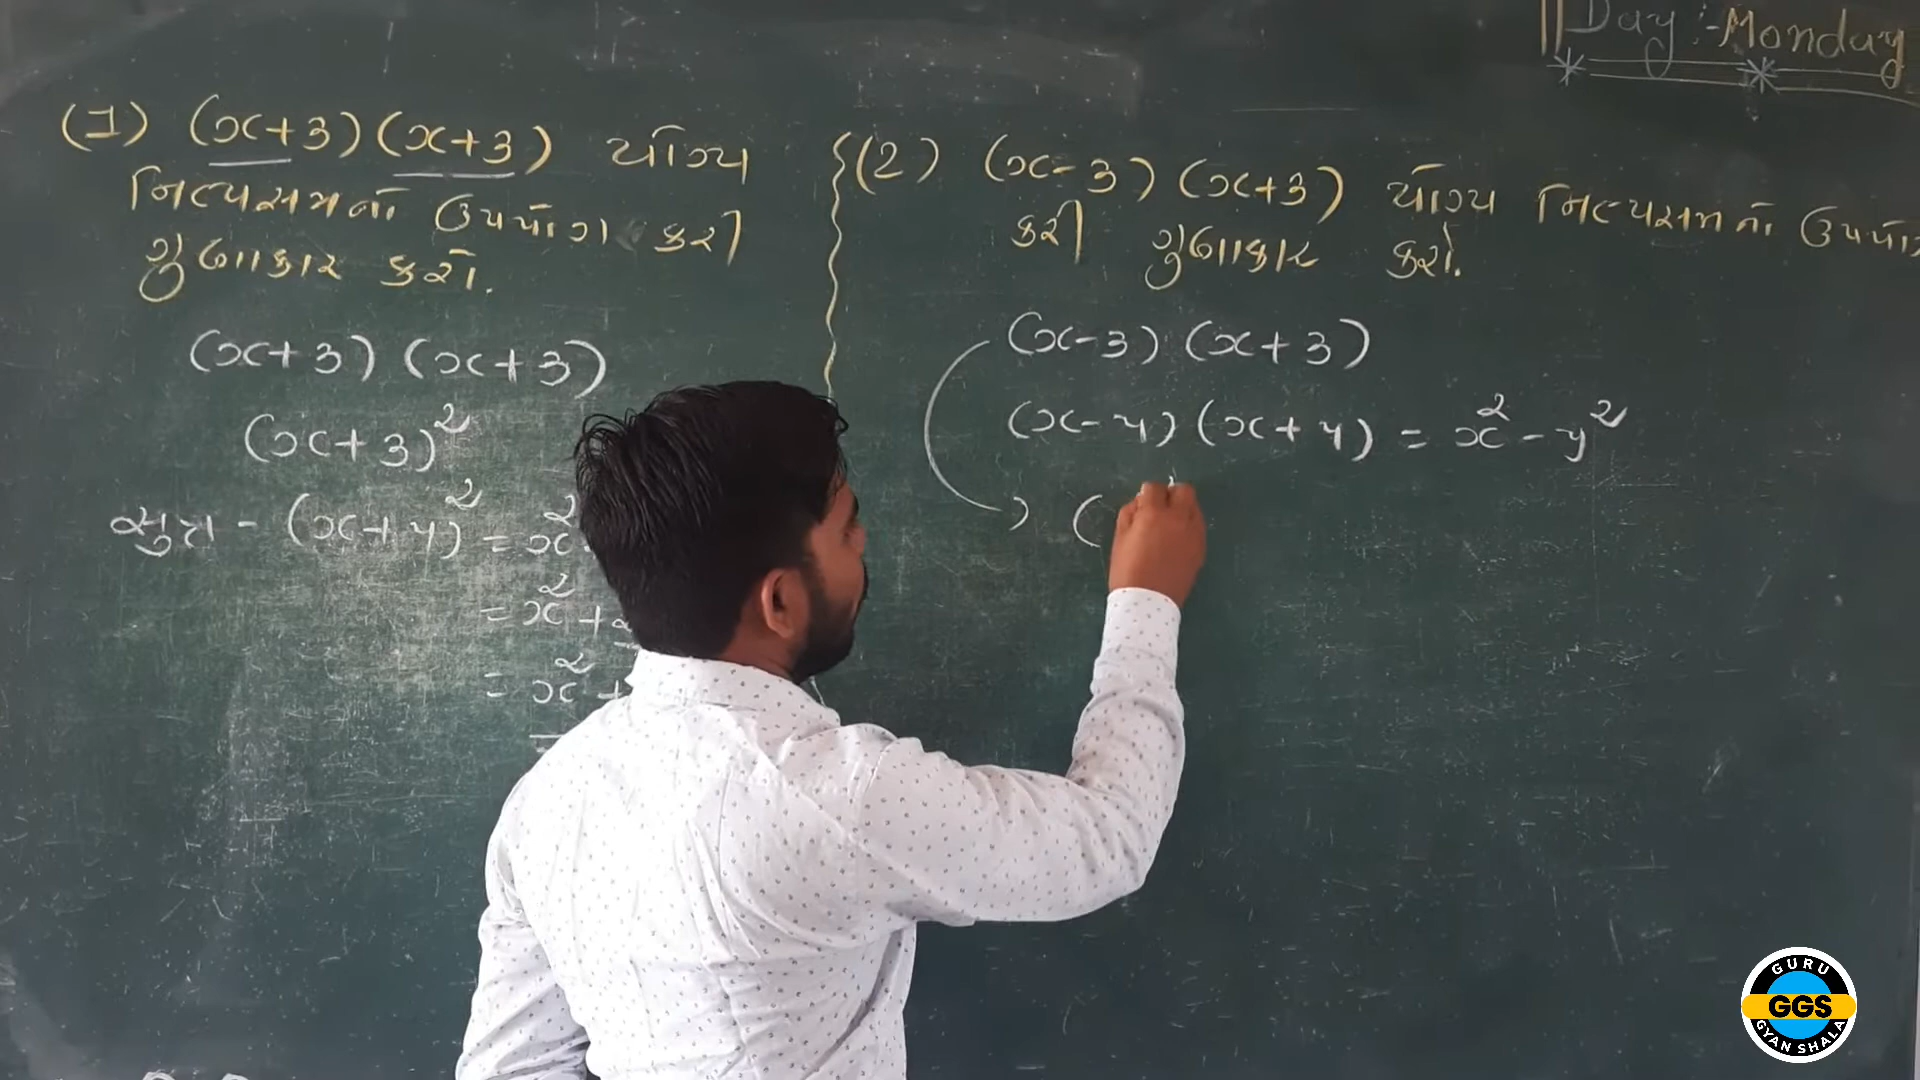 Day :- Monday
(1) (x+3)(x+3) યોગ્ય
નિત્યસમનો ઉપયોગ કરી
ગુણાકાર કરો.
(x+3) (x+3)
(x+3)²
સુત્ર - (x+y)² = x²
= x² +
= x² +
(2) (x-3) (x+3) યોગ્ય નિત્યસમનો ઉપયો
કરી ગુણાકાર કરો.
(x-3) (x+3)
(x-y) (x+y) = x² - y²
(
GURU
GGS
GYAN SHALA